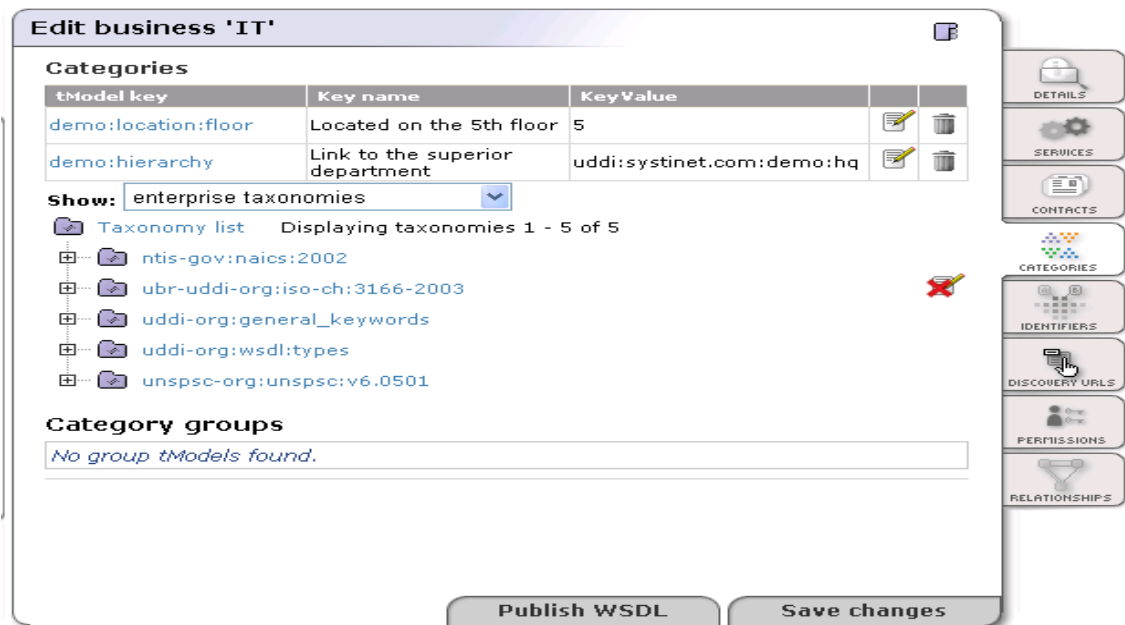 Edit business 'IT'
Categories
tModel key Key name KeyValue
demo:location:floor Located on the 5th floor 5
demo:hierarchy Link to the superior department uddi:systinet.com:demo:hq
Show: enterprise taxonomies
Taxonomy list Displaying taxonomies 1 - 5 of 5
ntis-gov:naics:2002
ubr-uddi-org:iso-ch:3166-2003
uddi-org:general_keywords
uddi-org:wsdl:types
unspsc-org:unspsc:v6.0501
Category groups
No group tModels found.
Publish WSDL Save changes
DETAILS
SERVICES
CONTACTS
CATEGORIES
IDENTIFIERS
DISCOVERY URLS
PERMISSIONS
RELATIONSHIPS